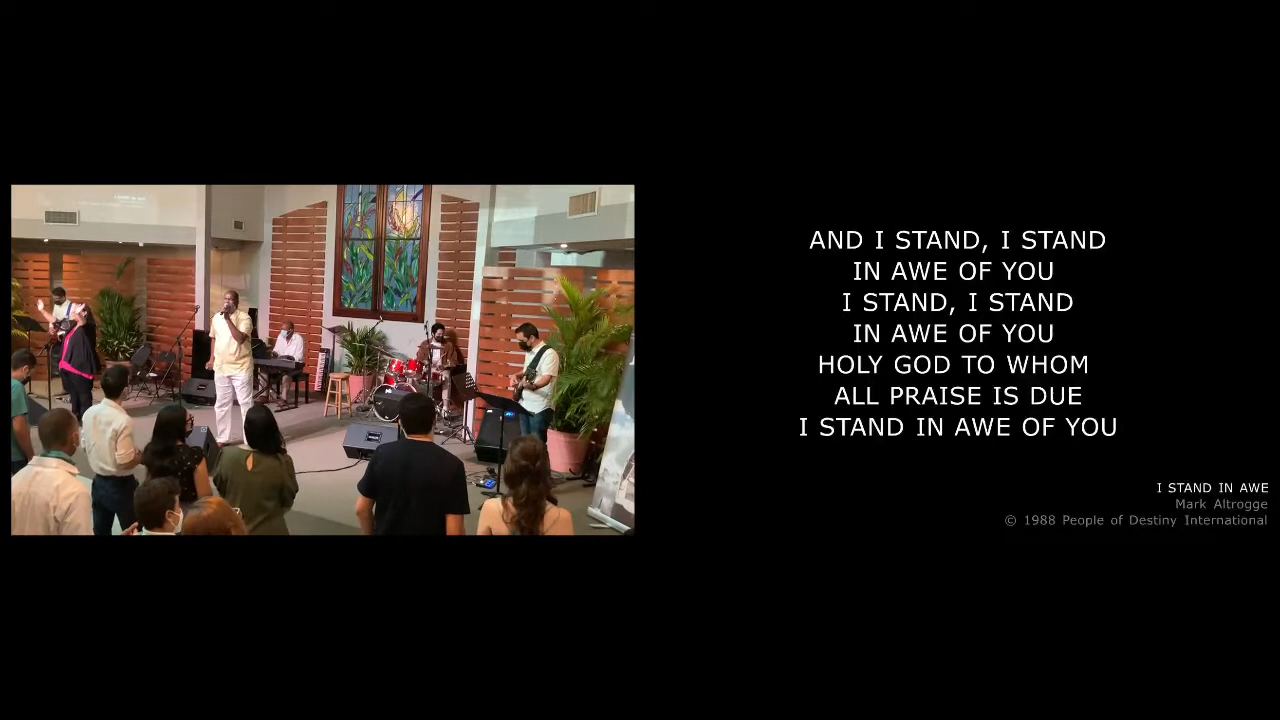 AND I STAND, I STAND
IN AWE OF YOU
I STAND, I STAND
IN AWE OF YOU
HOLY GOD TO WHOM
ALL PRAISE IS DUE
I STAND IN AWE OF YOU
I STAND IN AWE
Mark Altrogge
© 1988 People of Destiny International